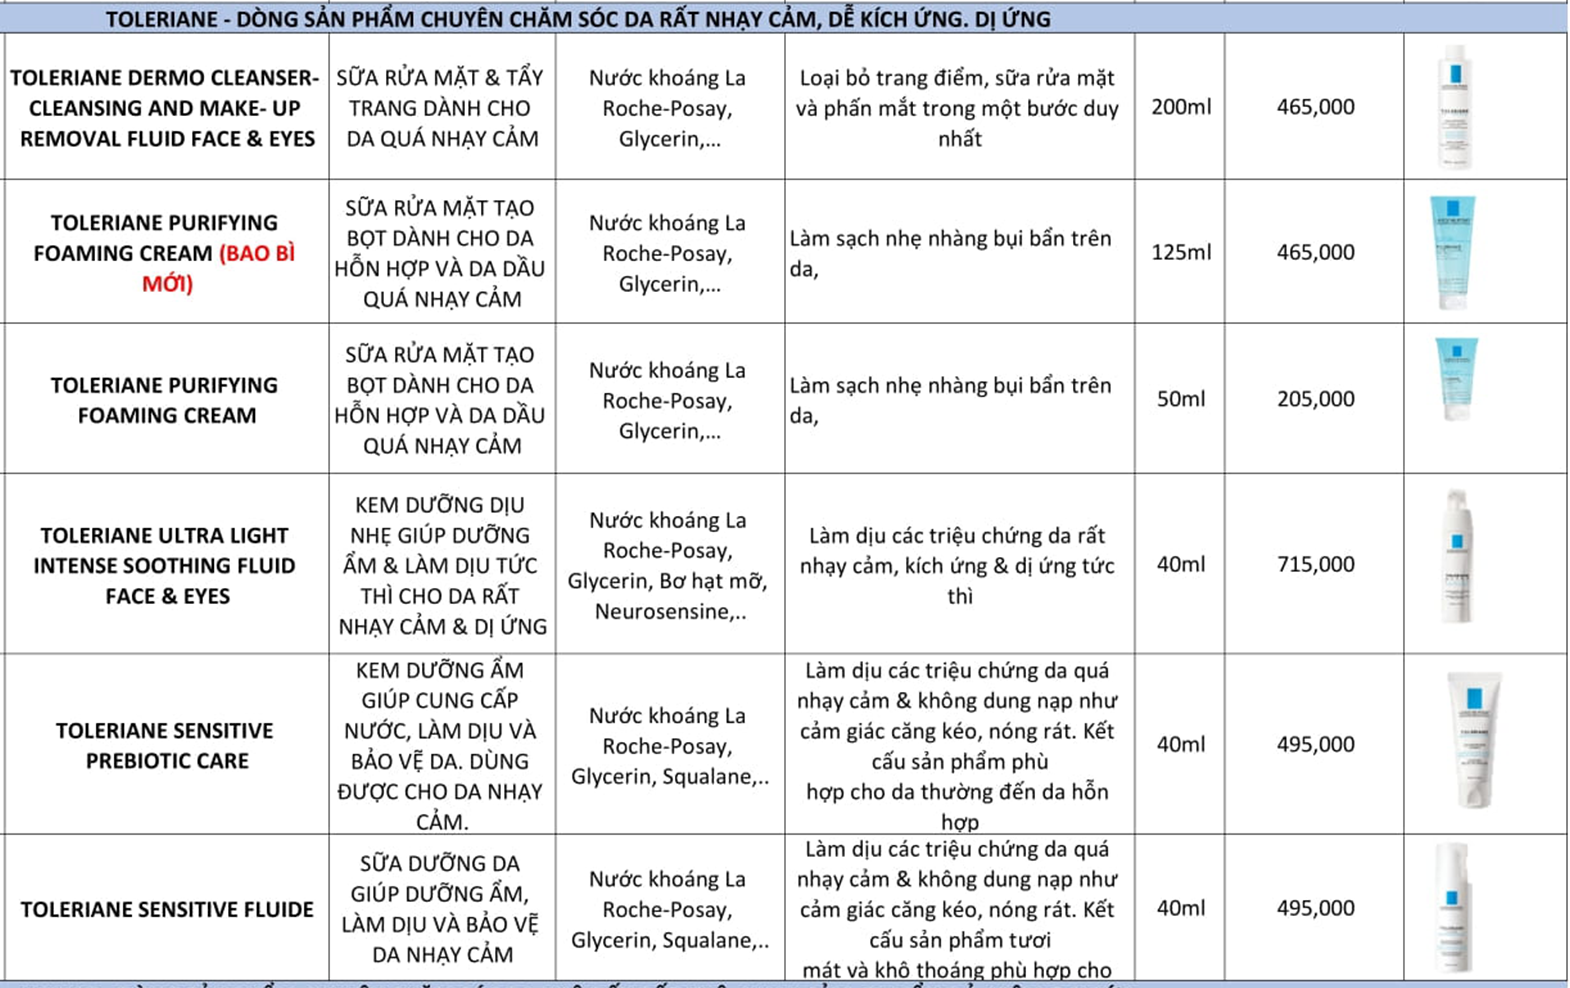 TOLERIANE - DÒNG SẢN PHẨM CHUYÊN CHĂM SÓC DA RẤT NHẠY CẢM, DỄ KÍCH ỨNG. DỊ ỨNG
TOLERIANE DERMO CLEANSER-
CLEANSING AND MAKE- UP
REMOVAL FLUID FACE & EYES
SỮA RỬA MẶT & TẨY
TRANG DÀNH CHO
DA QUÁ NHẠY CẢM
Nước khoáng La
Roche-Posay,
Glycerin,...
Loại bỏ trang điểm, sữa rửa mặt
và phấn mắt trong một bước duy
nhất
200ml
465,000
TOLERIANE PURIFYING
FOAMING CREAM (BAO BÌ
MỚI)
SỮA RỬA MẶT TẠO
BỌT DÀNH CHO DA
HỖN HỢP VÀ DA DẦU
QUÁ NHẠY CẢM
Nước khoáng La
Roche-Posay,
Glycerin,...
Làm sạch nhẹ nhàng bụi bẩn trên
da,
125ml
465,000
TOLERIANE PURIFYING
FOAMING CREAM
SỮA RỬA MẶT TẠO
BỌT DÀNH CHO DA
HỖN HỢP VÀ DA DẦU
QUÁ NHẠY CẢM
Nước khoáng La
Roche-Posay,
Glycerin,...
Làm sạch nhẹ nhàng bụi bẩn trên
da,
50ml
205,000
TOLERIANE ULTRA LIGHT
INTENSE SOOTHING FLUID
FACE & EYES
KEM DƯỠNG DỊU
NHẸ GIÚP DƯỠNG
ẨM & LÀM DỊU TỨC
THÌ CHO DA RẤT
NHẠY CẢM & DỊ ỨNG
Nước khoáng La
Roche-Posay,
Glycerin, Bơ hạt mỡ,
Neurosensine,..
Làm dịu các triệu chứng da rất
nhạy cảm, kích ứng & dị ứng tức
thì
40ml
715,000
TOLERIANE SENSITIVE
PREBIOTIC CARE
KEM DƯỠNG ẨM
GIÚP CUNG CẤP
NƯỚC, LÀM DỊU VÀ
BẢO VỆ DA. DÙNG
ĐƯỢC CHO DA NHẠY
CẢM.
Nước khoáng La
Roche-Posay,
Glycerin, Squalane,..
Làm dịu các triệu chứng da quá
nhạy cảm & không dung nạp như
cảm giác căng kéo, nóng rát. Kết
cấu sản phẩm phù
hợp cho da thường đến da hỗn
hợp
40ml
495,000
TOLERIANE SENSITIVE FLUIDE
SỮA DƯỠNG DA
GIÚP DƯỠNG ẨM,
LÀM DỊU VÀ BẢO VỆ
DA NHẠY CẢM
Nước khoáng La
Roche-Posay,
Glycerin, Squalane,..
Làm dịu các triệu chứng da quá
nhạy cảm & không dung nạp như
cảm giác căng kéo, nóng rát. Kết
cấu sản phẩm tươi
mát và khô thoáng phù hợp cho
40ml
495,000